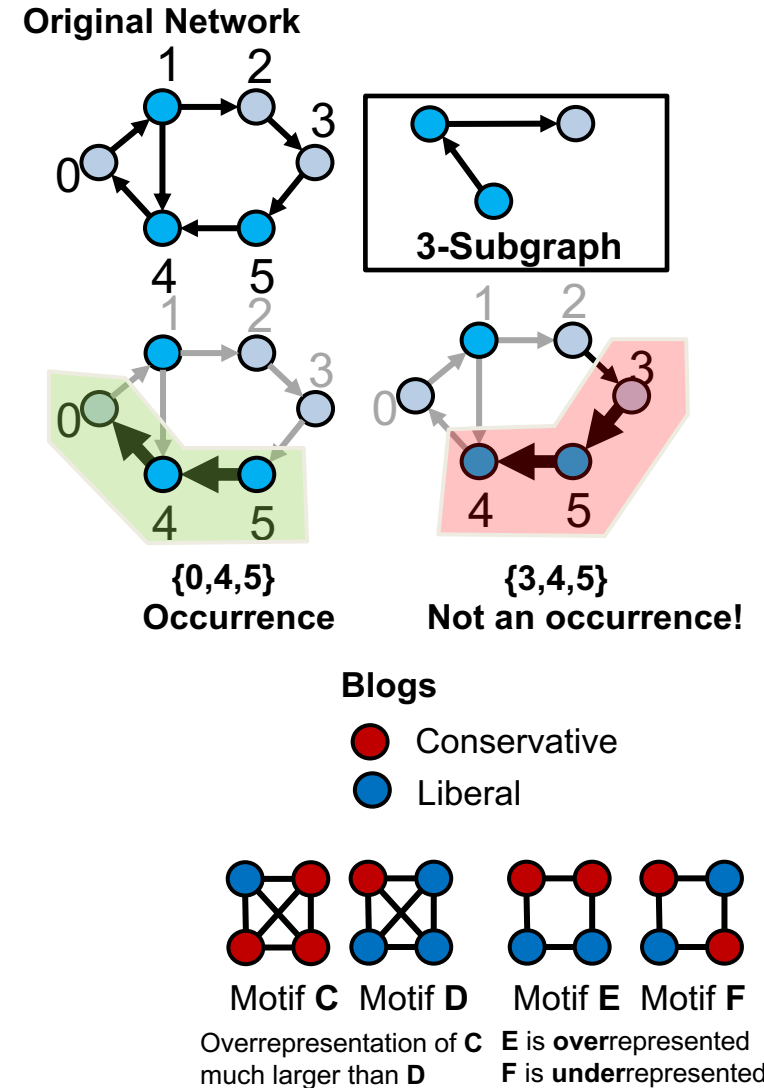 Original Network
1 2
3
0
4 5
3-Subgraph
1 2
3
0
4 5
{0,4,5}
Occurrence
1 2
3
0
4 5
{3,4,5}
Not an occurrence!
Blogs
Conservative
Liberal
Motif C Motif D Motif E Motif F
Overrepresentation of C
much larger than D
E is overrepresented
F is underrepresented